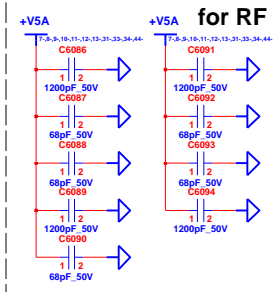 for RF
+V5A
7-,8-,9-,10-,11-,12-,13-,31-,33-,34-,44-
C6086
1 2
1200pF_50V
C6087
1 2
68pF_50V
C6088
1 2
68pF_50V
C6089
1 2
1200pF_50V
C6090
1 2
68pF_50V
+V5A
7-,8-,9-,10-,11-,12-,13-,31-,33-,34-,44-
C6091
1 2
1200pF_50V
C6092
1 2
68pF_50V
C6093
1 2
68pF_50V
C6094
1 2
1200pF_50V